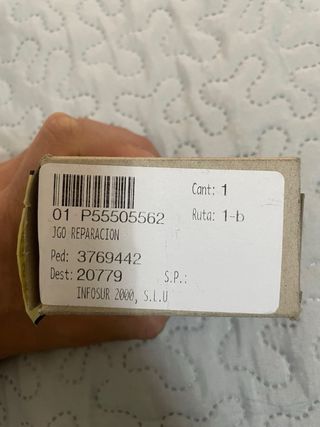 01 P55505562
Cant: 1
JGO REPARACION
Ruta: 1-b
Ped: 3769442
Dest: 20779 S.P.:
INFOSUR 2000, S.L.U